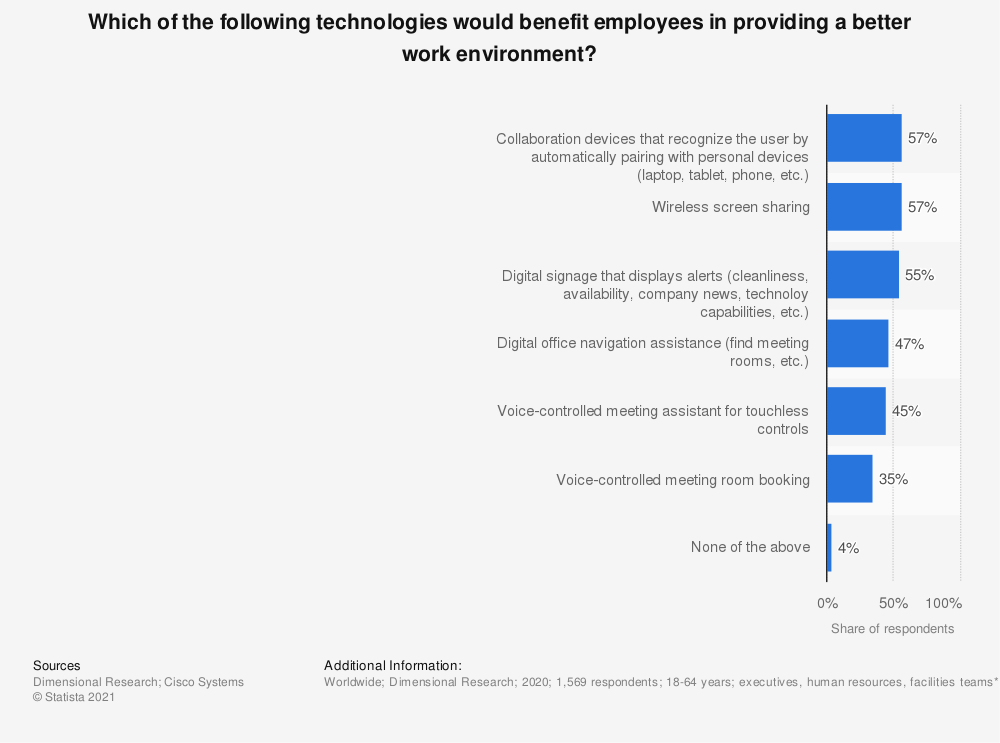 Which of the following technologies would benefit employees in providing a better
work environment?
Collaboration devices that recognize the user by
automatically pairing with personal devices
(laptop, tablet, phone, etc.)
57%
Wireless screen sharing
57%
Digital signage that displays alerts (cleanliness,
availability, company news, technoloy
capabilities, etc.)
55%
Digital office navigation assistance (find meeting
rooms, etc.)
47%
Voice-controlled meeting assistant for touchless
controls
45%
Voice-controlled meeting room booking
35%
None of the above
4%
0% 50% 100%
Share of respondents
Sources
Dimensional Research; Cisco Systems
© Statista 2021
Additional Information:
Worldwide; Dimensional Research; 2020; 1,569 respondents; 18-64 years; executives, human resources, facilities teams*